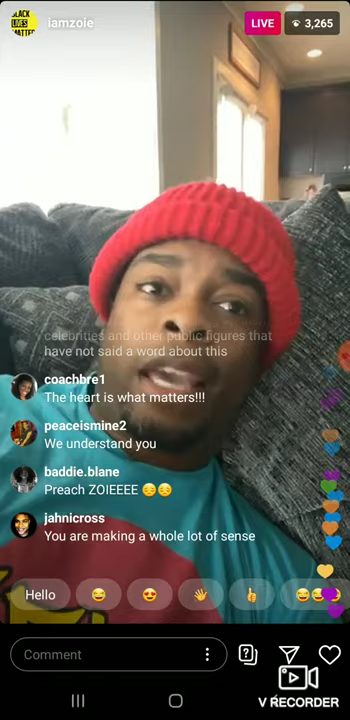 BLACK
LIVES
MATTER
iamzoie
LIVE
3,265
celebrities and other public figures that
have not said a word about this
coachbre1
The heart is what matters!!!
peaceismine2
We understand you
baddie.blane
Preach ZOIEEEE 😔😔
jahnicross
You are making a whole lot of sense
Hello 😂 😍 👋 👍 😂😂😂
Comment
V RECORDER